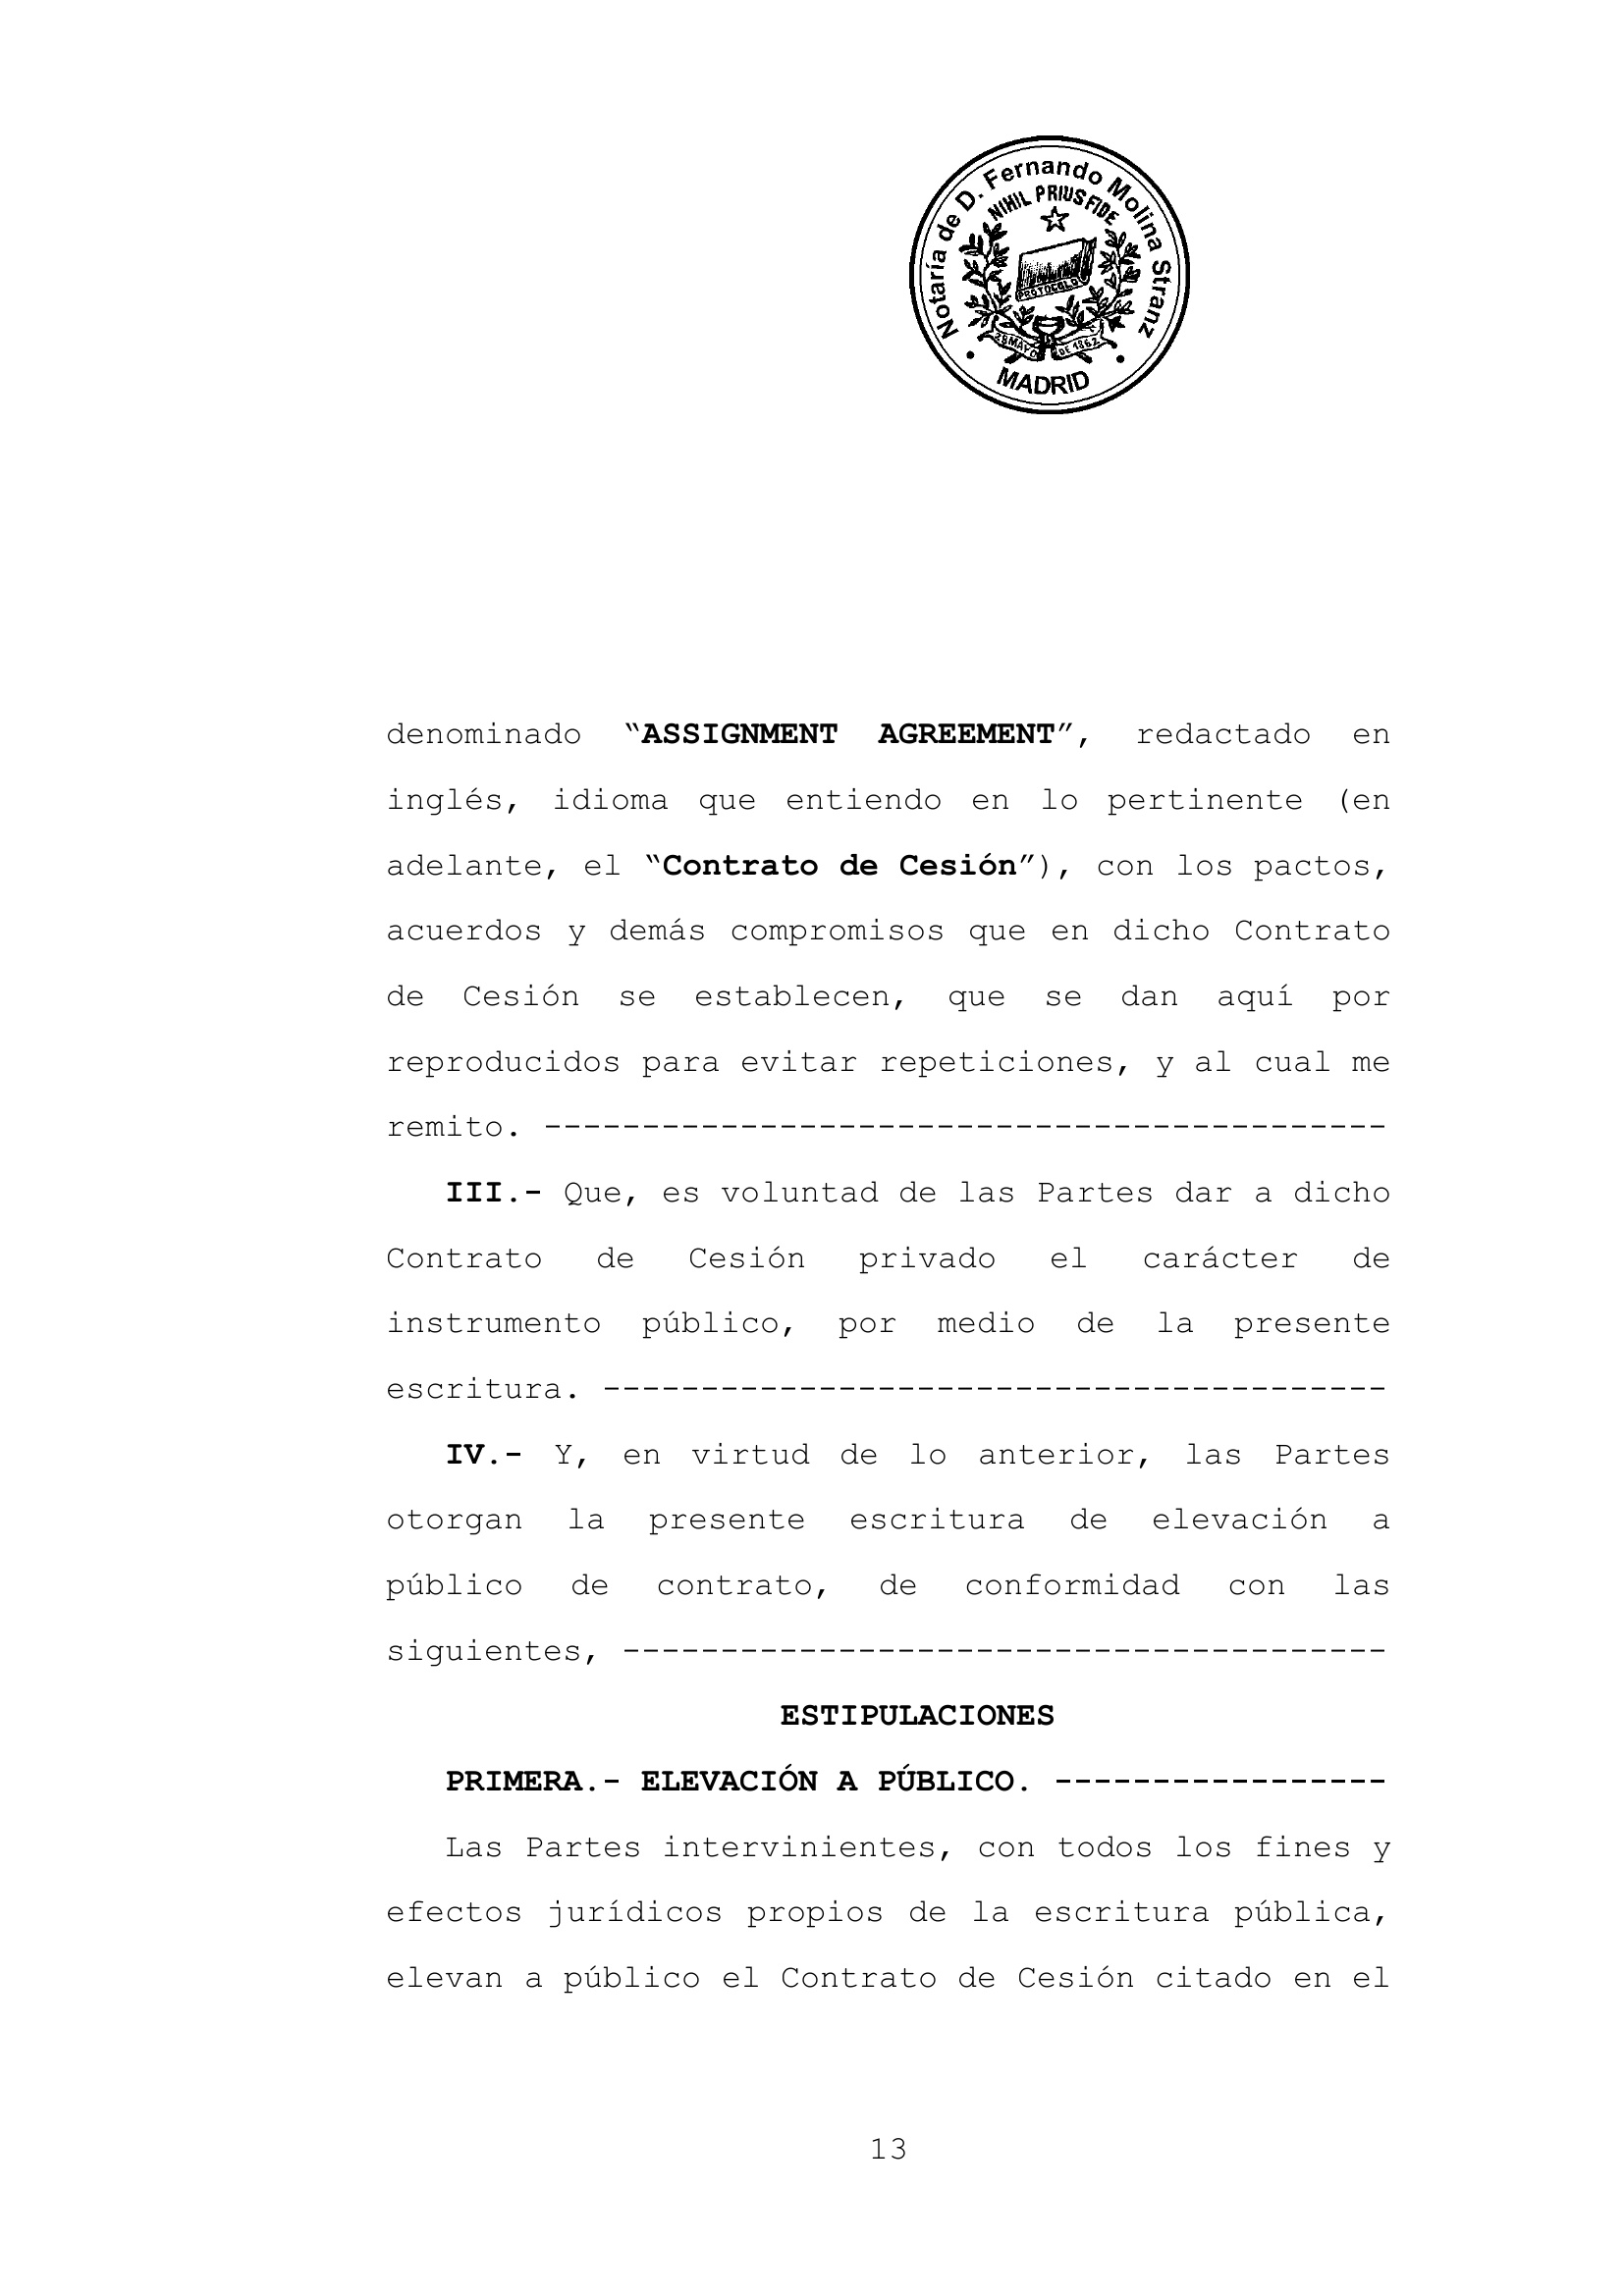 Notaría de D. Fernando Molina Stranz
NIHIL PRIUS FIDE
PROTOCOLO
28 MAYO DE 1862
MADRID
denominado “ASSIGNMENT AGREEMENT”, redactado en
inglés, idioma que entiendo en lo pertinente (en
adelante, el “Contrato de Cesión”), con los pactos,
acuerdos y demás compromisos que en dicho Contrato
de Cesión se establecen, que se dan aquí por
reproducidos para evitar repeticiones, y al cual me
remito. -------------------------------------------
III.- Que, es voluntad de las Partes dar a dicho
Contrato de Cesión privado el carácter de
instrumento público, por medio de la presente
escritura. ----------------------------------------
IV.- Y, en virtud de lo anterior, las Partes
otorgan la presente escritura de elevación a
público de contrato, de conformidad con las
siguientes, ---------------------------------------
ESTIPULACIONES
PRIMERA.- ELEVACIÓN A PÚBLICO. -----------------
Las Partes intervinientes, con todos los fines y
efectos jurídicos propios de la escritura pública,
elevan a público el Contrato de Cesión citado en el
13